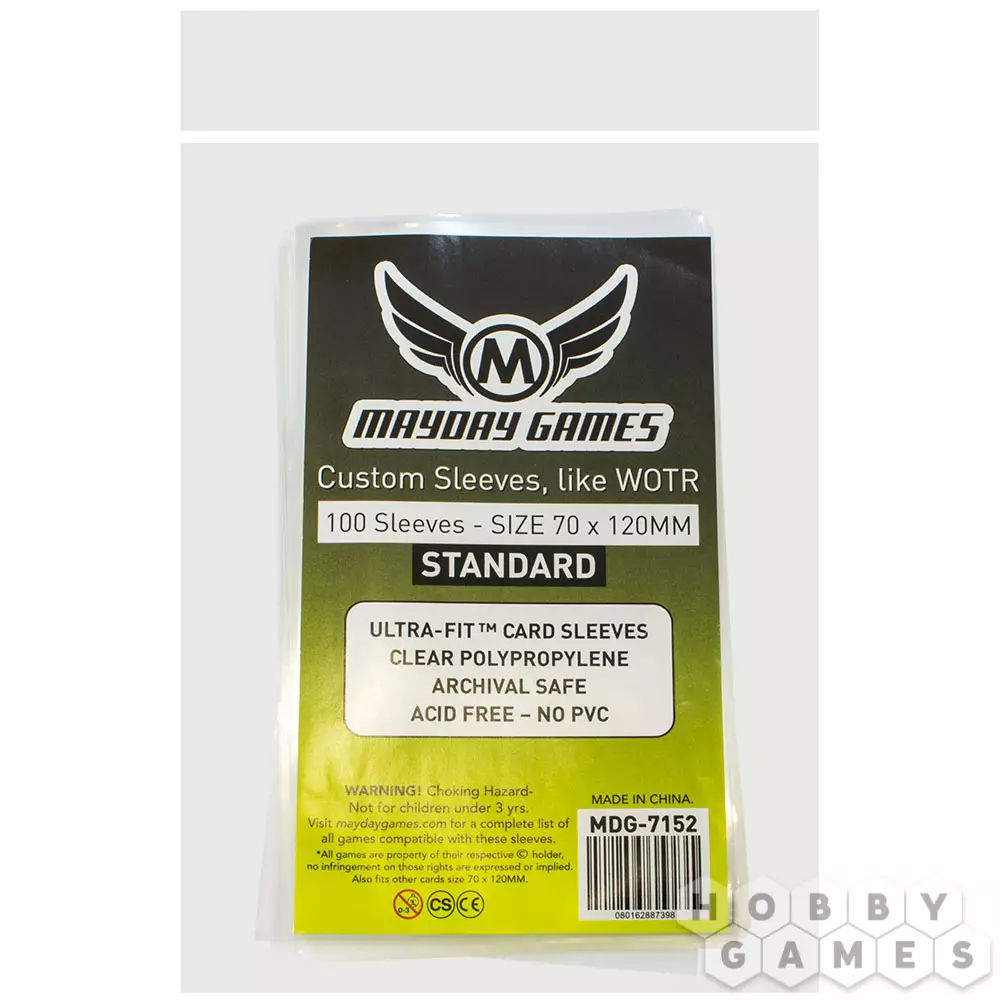 M
MAYDAY GAMES
Custom Sleeves, like WOTR
100 Sleeves - SIZE 70 x 120MM
STANDARD
ULTRA-FIT™ CARD SLEEVES
CLEAR POLYPROPYLENE
ARCHIVAL SAFE
ACID FREE – NO PVC
WARNING! Choking Hazard-
Not for children under 3 yrs.
Visit maydaygames.com for a complete list of
all games compatible with these sleeves.
*All games are property of their respective © holder,
no infringement on those rights are expressed or implied.
Also fits other cards size 70 x 120MM.
0-3 CS CE
MADE IN CHINA.
MDG-7152
080162887398
HOBBY
GAMES